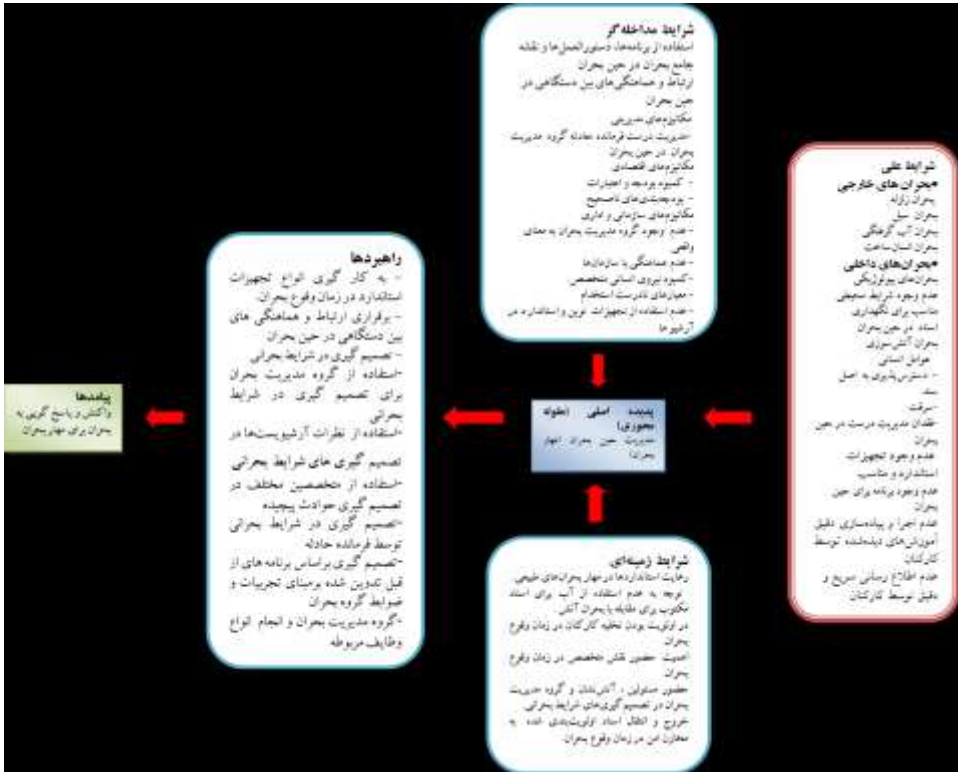 شرایط علی
•بحران های خارجی
بحران زلزله
بحران سیل
بحران آب گرفتگی
بحران انسان‌ساخت
•بحران‌های داخلی
بحران‌های بیولوژیکی
عدم وجود شرایط محیطی
مناسب برای نگهداری
اسناد در حین بحران
بحران آتش‌سوزی
عوامل انسانی
- دسترس‌پذیری به اصل
سند
-سرقت
-فقدان مدیریت درست در حین
بحران
عدم وجود تجهیزات
استاندارد و مناسب
عدم وجود برنامه برای حین
بحران
عدم اجرا و پیاده‌سازی دقیق
آموزش‌های دیده‌شده توسط
کارکنان
عدم اطلاع رسانی سریع و
دقیق توسط کارکنان
شرایط مداخله‌گر
استفاده از برنامه‌ها، دستورالعمل‌ها و نقشه
جامع بحران در حین بحران
ارتباط و هماهنگی‌های بین دستگاهی در
حین بحران
مکانیزم‌های مدیریتی
-مدیریت درست فرمانده حادثه گروه مدیریت
بحران در حین بحران
مکانیزم‌های اقتصادی
- کمبود بودجه و اعتبارات
- بودجه‌بندی‌های ناصحیح
مکانیزم‌های سازمانی و اداری
-عدم وجود گروه مدیریت بحران به معنای
واقعی
-عدم هماهنگی با سازمان‌ها
-کمبود نیروی انسانی متخصص
-معیارهای نادرست استخدام
-عدم استفاده از تجهیزات نوین و استاندارد در
آرشیوها
پدیده اصلی (مقوله
محوری)
مدیریت حین بحران (مهار
بحران)
شرایط زمینه‌ای
رعایت استانداردها در مهار بحران‌های طبیعی
توجه به عدم استفاده از آب برای اسناد
مکتوب برای مقابله با بحران آتش
در اولویت بودن تخلیه کارکنان در زمان وقوع
بحران
اهمیت حضور نقش متخصص در زمان وقوع
بحران
حضور مسئولین ، آتش‌نشان و گروه مدیریت
بحران در تصمیم گیری‌های شرایط بحرانی
خروج و انتقال اسناد اولویت‌بندی شده به
مخازن امن در زمان وقوع بحران.
راهبردها
- به کار گیری انواع تجهیزات
استاندارد در زمان وقوع بحران.
- برقراری ارتباط و هماهنگی های
بین دستگاهی در حین بحران
- تصمیم گیری در شرایط بحرانی
-استفاده از گروه مدیریت بحران
برای تصمیم گیری در شرایط
بحرانی
-استفاده از نظرات آرشیویست‌ها در
تصمیم گیری های شرایط بحرانی
-استفاده از متخصصین مختلف در
تصمیم گیری حوادث پیچیده
-تصمیم گیری در شرایط بحرانی
توسط فرمانده حادثه
-تصمیم گیری براساس برنامه های از
قبل تدوین شده برمبنای تجربیات و
ضوابط گروه بحران
-گروه مدیریت بحران و انجام انواع
وظایف مربوطه
پیامدها
واکنش و پاسخ گویی به
بحران برای مهار بحران